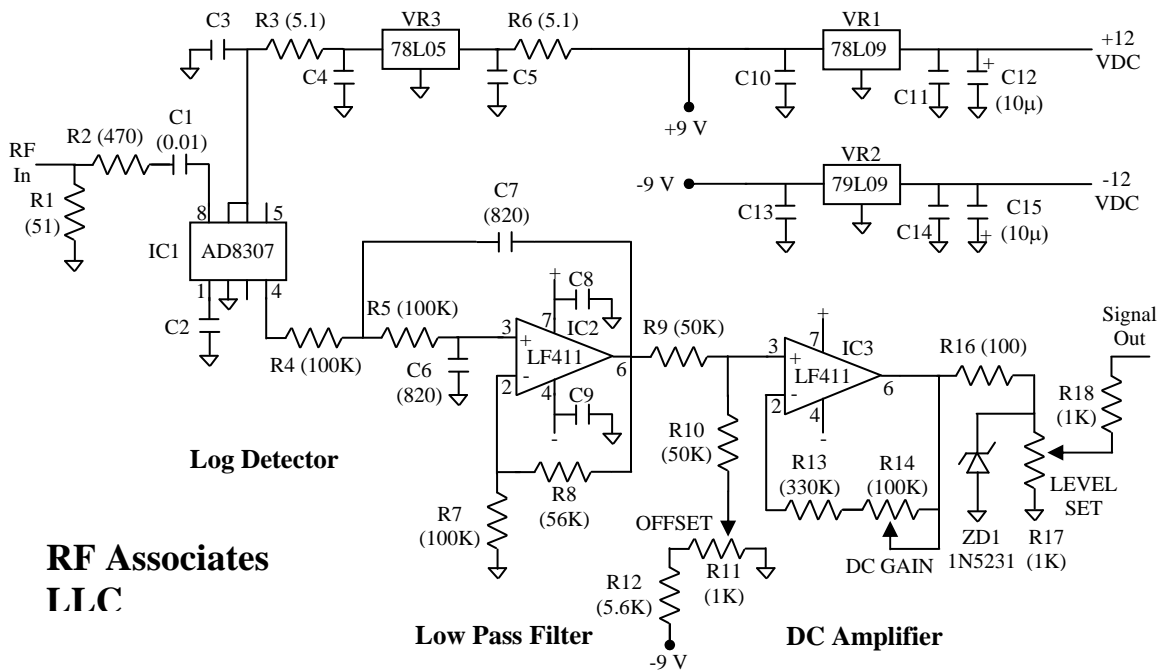 C3
R3 (5.1)
VR3
78L05
R6 (5.1)
C4
C5
VR1
78L09
+12
VDC
C10
C11
+
C12
(10µ)
+9 V
C1
(0.01)
R2 (470)
RF
In
R1
(51)
8
5
IC1
AD8307
1
4
C2
-9 V
VR2
79L09
-12
VDC
C13
C14
C15
(10µ)
+
C7
(820)
R5 (100K)
R4 (100K)
C6
(820)
+
C8
7
IC2
3
+
LF411
-
2
6
4
C9
-
R9 (50K)
+
7
IC3
3
+
LF411
-
2
6
4
-
R16 (100)
Signal
Out
R18
(1K)
R10
(50K)
R13
(330K)
R14
(100K)
LEVEL
SET
R17
(1K)
ZD1
1N5231
DC GAIN
Log Detector
R8
(56K)
R7
(100K)
OFFSET
R11
(1K)
R12
(5.6K)
-9 V
RF Associates
LLC
Low Pass Filter
DC Amplifier